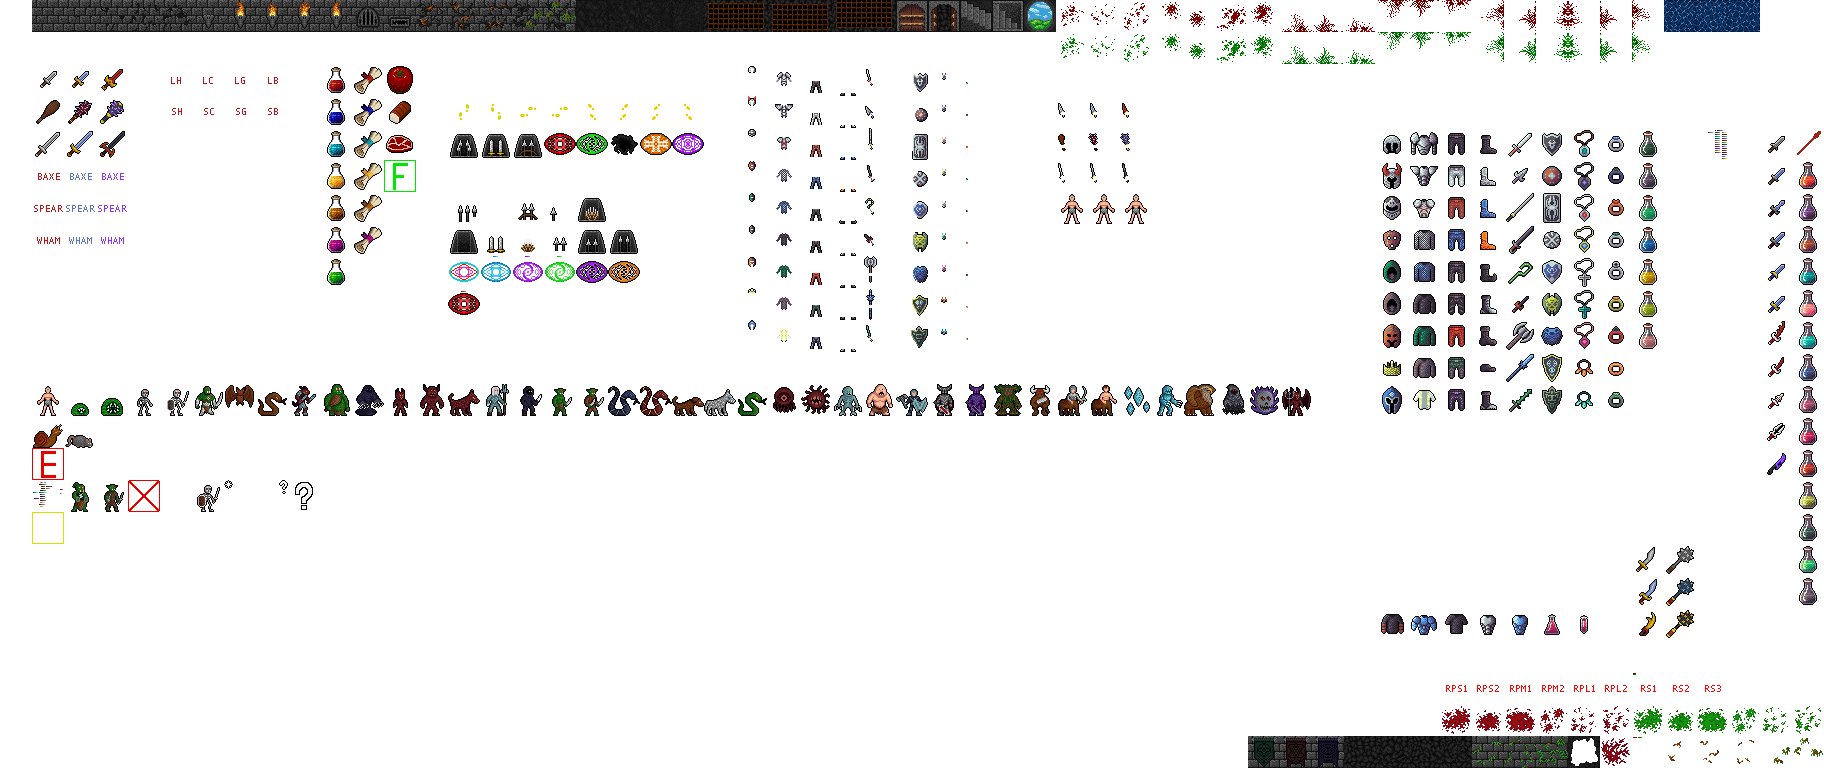 LH LC LG LB
SH SC SG SB
F
BAXE BAXE BAXE
SPEAR SPEAR SPEAR
WHAM WHAM WHAM
E
? ?
RPS1 RPS2 RPM1 RPM2 RPL1 RPL2 RS1 RS2 RS3